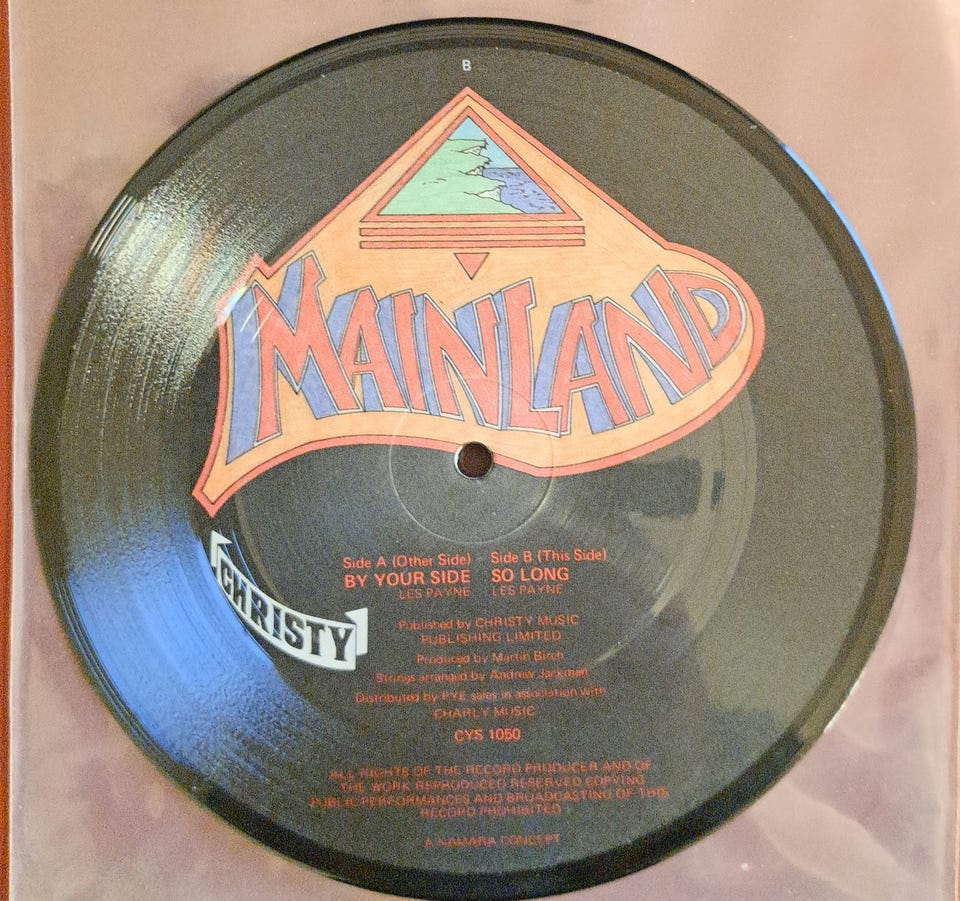 B
MAINLAND
CHRISTY
Side A (Other Side) Side B (This Side)
BY YOUR SIDE SO LONG
LES PAYNE LES PAYNE
Published by CHRISTY MUSIC
PUBLISHING LIMITED
Produced by Martin Birch
Strings arranged by Andrew Jackman
Distributed by PYE sales in association with
CHARLY MUSIC
CYS 1050
ALL RIGHTS OF THE RECORD PRODUCER AND OF
THE WORK REPRODUCED RESERVED COPYING
PUBLIC PERFORMANCES AND BROADCASTING OF THIS
RECORD PROHIBITED
A NAMARA CONCEPT